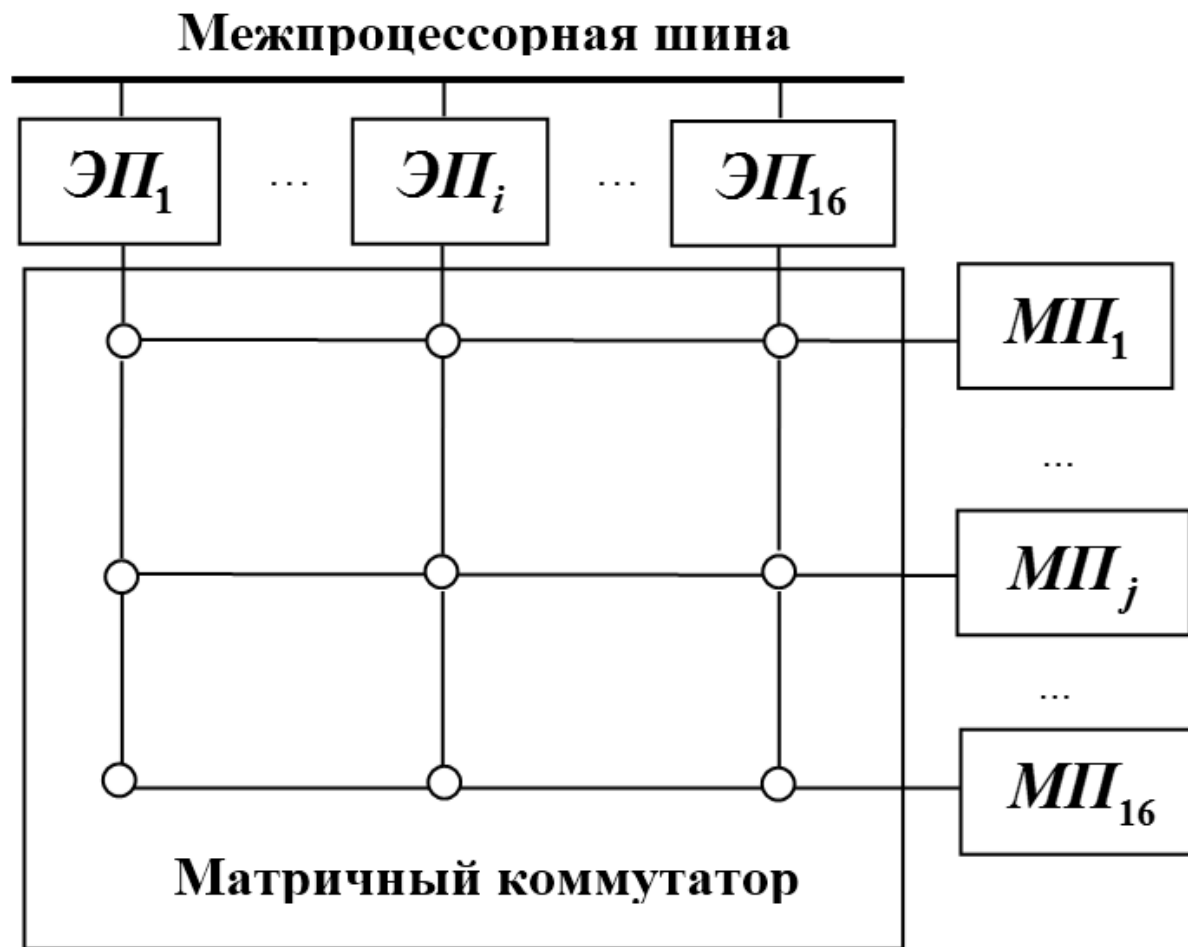 Межпроцессорная шина
ЭП₁ ... ЭПᵢ ... ЭП₁₆
МП₁
...
МПⱼ
...
МП₁₆
Матричный коммутатор